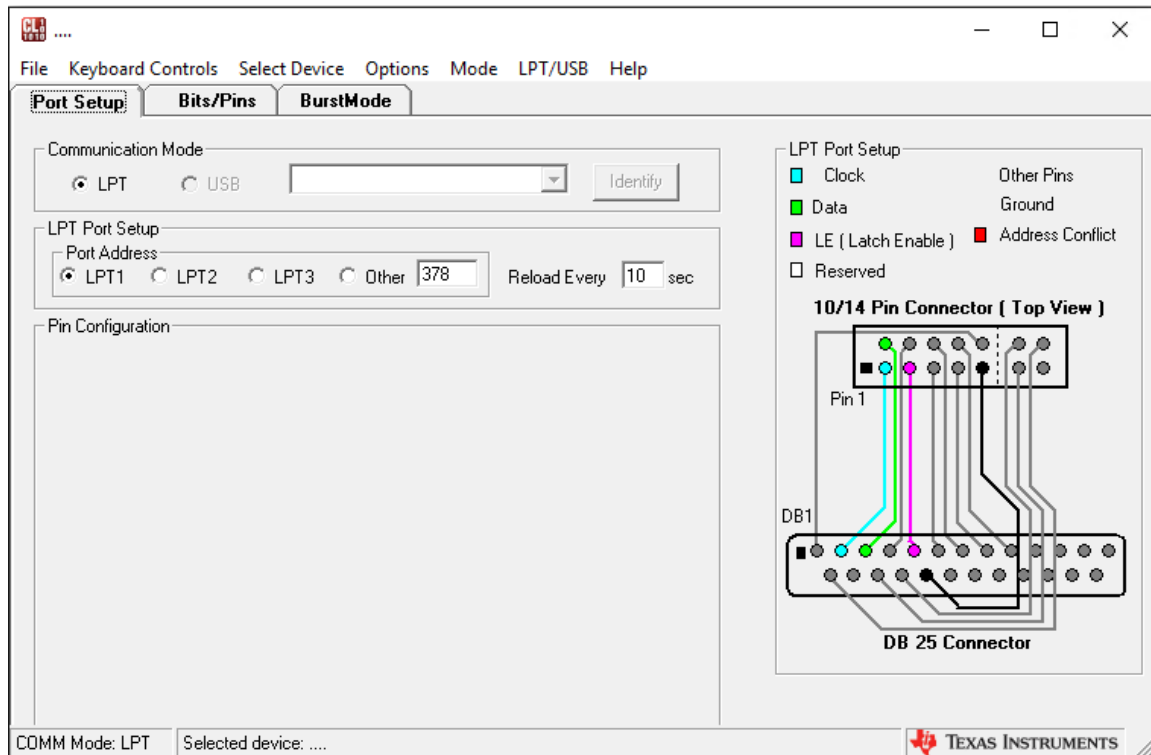 ....
File Keyboard Controls Select Device Options Mode LPT/USB Help
Port Setup Bits/Pins BurstMode
Communication Mode
LPT USB Identify
LPT Port Setup
Port Address
LPT1 LPT2 LPT3 Other 378 Reload Every 10 sec
Pin Configuration
LPT Port Setup
Clock Other Pins
Data Ground
LE ( Latch Enable ) Address Conflict
Reserved
10/14 Pin Connector ( Top View )
Pin 1
DB1
DB 25 Connector
COMM Mode: LPT Selected device: .... TEXAS INSTRUMENTS